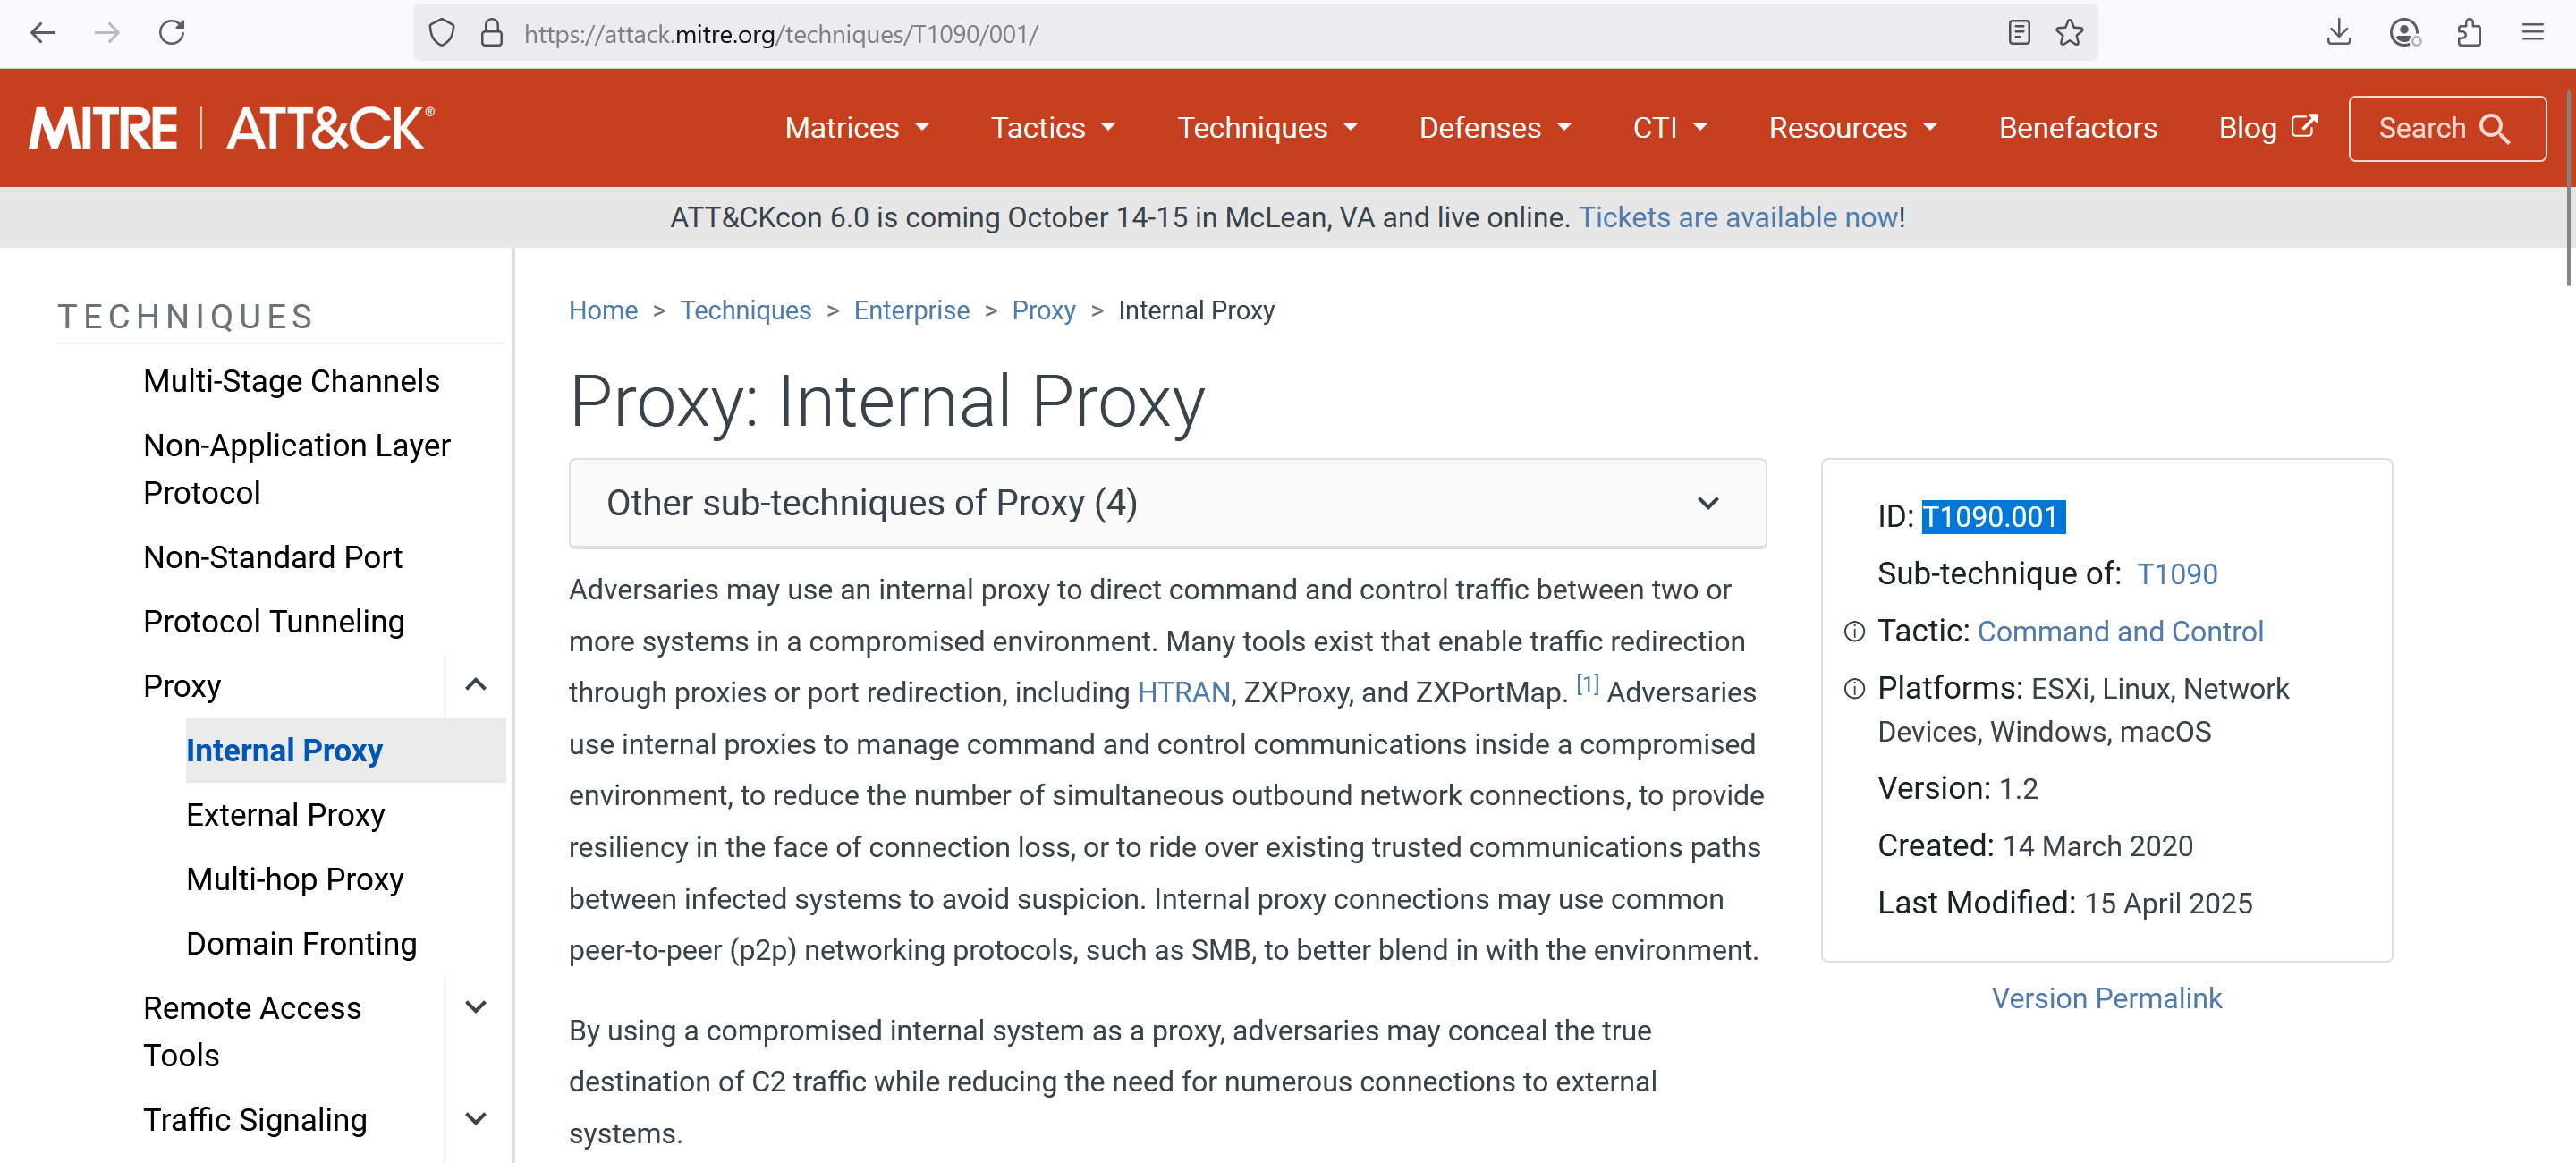 https://attack.mitre.org/techniques/T1090/001/
MITRE | ATT&CK®
Matrices
Tactics
Techniques
Defenses
CTI
Resources
Benefactors
Blog
Search
ATT&CKcon 6.0 is coming October 14-15 in McLean, VA and live online. Tickets are available now!
TECHNIQUES
Multi-Stage Channels
Non-Application Layer
Protocol
Non-Standard Port
Protocol Tunneling
Proxy
Internal Proxy
External Proxy
Multi-hop Proxy
Domain Fronting
Remote Access
Tools
Traffic Signaling
Home > Techniques > Enterprise > Proxy > Internal Proxy
Proxy: Internal Proxy
Other sub-techniques of Proxy (4)
Adversaries may use an internal proxy to direct command and control traffic between two or
more systems in a compromised environment. Many tools exist that enable traffic redirection
through proxies or port redirection, including HTRAN, ZXProxy, and ZXPortMap. [1] Adversaries
use internal proxies to manage command and control communications inside a compromised
environment, to reduce the number of simultaneous outbound network connections, to provide
resiliency in the face of connection loss, or to ride over existing trusted communications paths
between infected systems to avoid suspicion. Internal proxy connections may use common
peer-to-peer (p2p) networking protocols, such as SMB, to better blend in with the environment.
By using a compromised internal system as a proxy, adversaries may conceal the true
destination of C2 traffic while reducing the need for numerous connections to external
systems.
ID: T1090.001
Sub-technique of: T1090
Tactic: Command and Control
Platforms: ESXi, Linux, Network
Devices, Windows, macOS
Version: 1.2
Created: 14 March 2020
Last Modified: 15 April 2025
Version Permalink